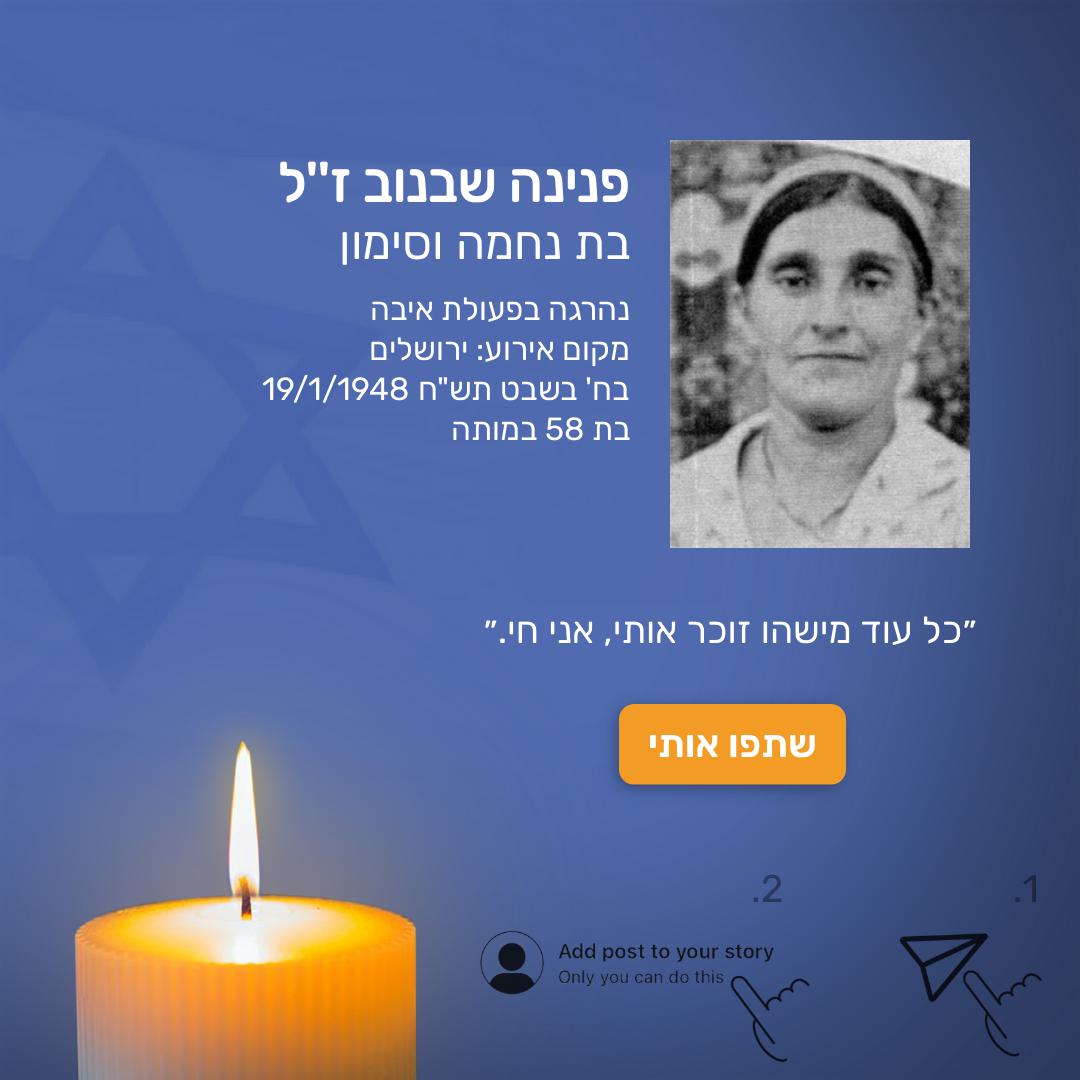 פנינה שבנוב ז"ל
בת נחמה וסימון
נהרגה בפעולת איבה
מקום אירוע: ירושלים
בח' בשבט תש"ח 19/1/1948
בת 58 במותה
״כל עוד מישהו זוכר אותי, אני חי.״
שתפו אותי
1.
2.
Add post to your story
Only you can do this